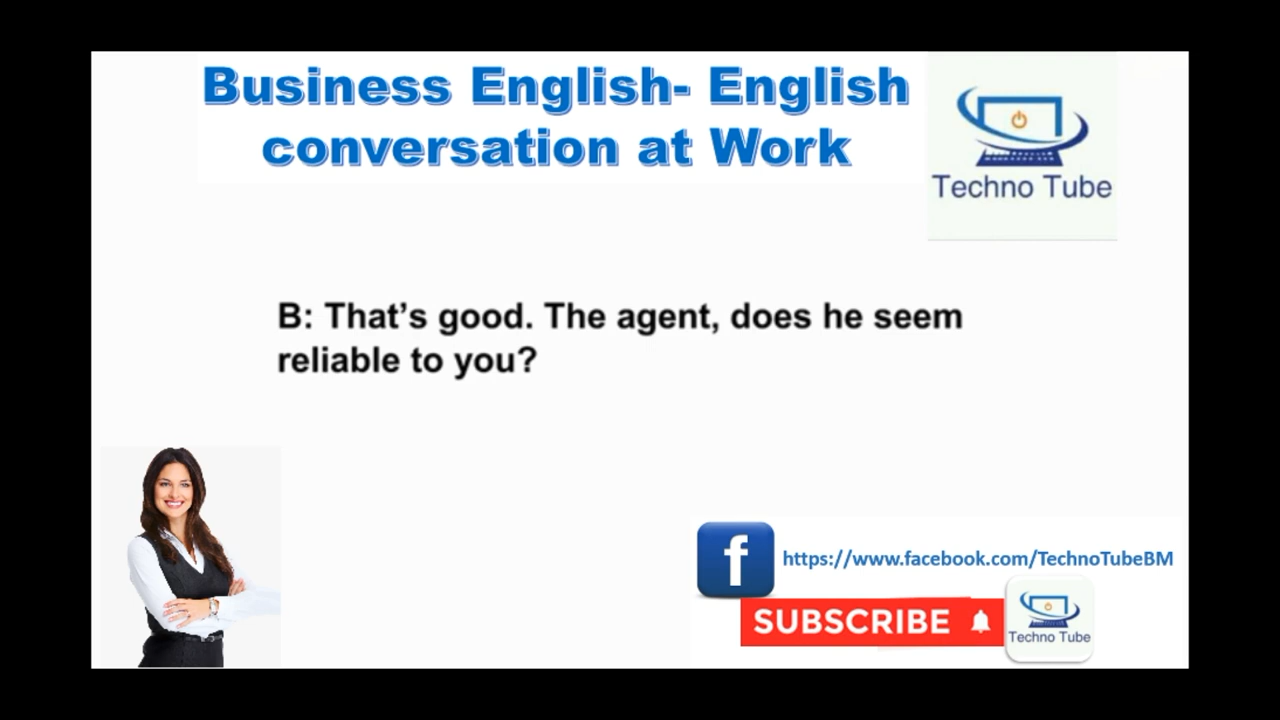 Business English- English
conversation at Work
Techno Tube
B: That's good. The agent, does he seem
reliable to you?
f
https://www.facebook.com/TechnoTubeBM
SUBSCRIBE
Techno Tube